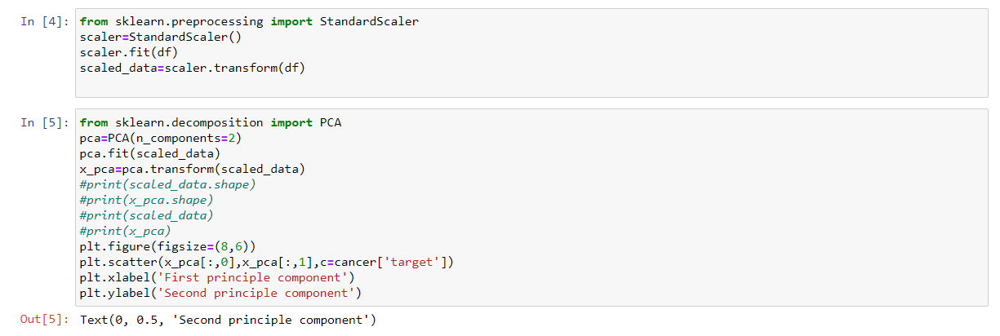 In [4]: from sklearn.preprocessing import StandardScaler
scaler=StandardScaler()
scaler.fit(df)
scaled_data=scaler.transform(df)
In [5]: from sklearn.decomposition import PCA
pca=PCA(n_components=2)
pca.fit(scaled_data)
x_pca=pca.transform(scaled_data)
#print(scaled_data.shape)
#print(x_pca.shape)
#print(scaled_data)
#print(x_pca)
plt.figure(figsize=(8,6))
plt.scatter(x_pca[:,0],x_pca[:,1],c=cancer['target'])
plt.xlabel('First principle component')
plt.ylabel('Second principle component')
Out[5]: Text(0, 0.5, 'Second principle component')